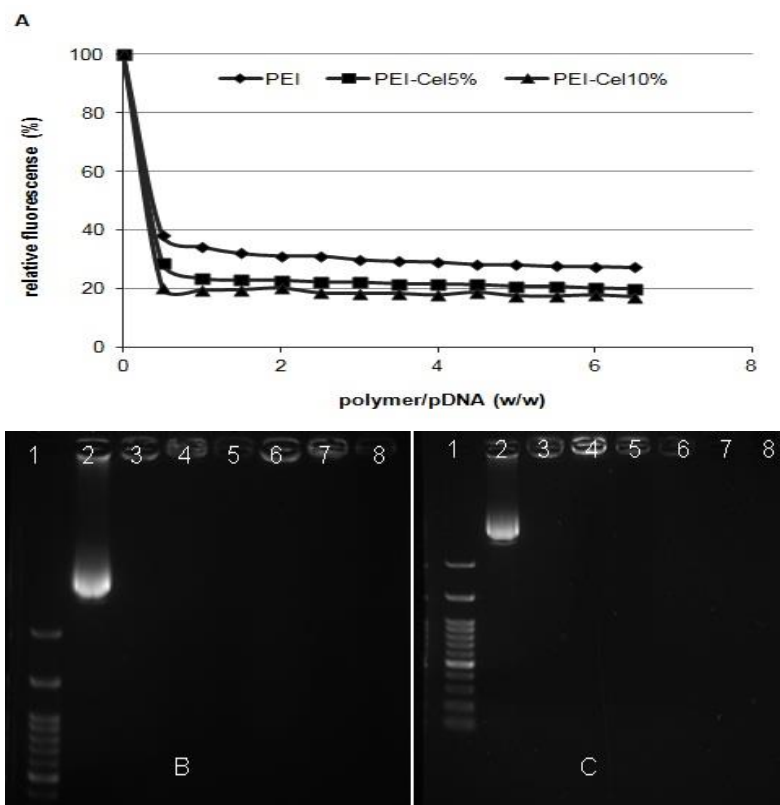 A
100
80
60
40
20
0
relative fluorescense (%)
PEI PEI-Cel5% PEI-Cel10%
0 2 4 6 8
polymer/pDNA (w/w)
1 2 3 4 5 6 7 8
B
1 2 3 4 5 6 7 8
C